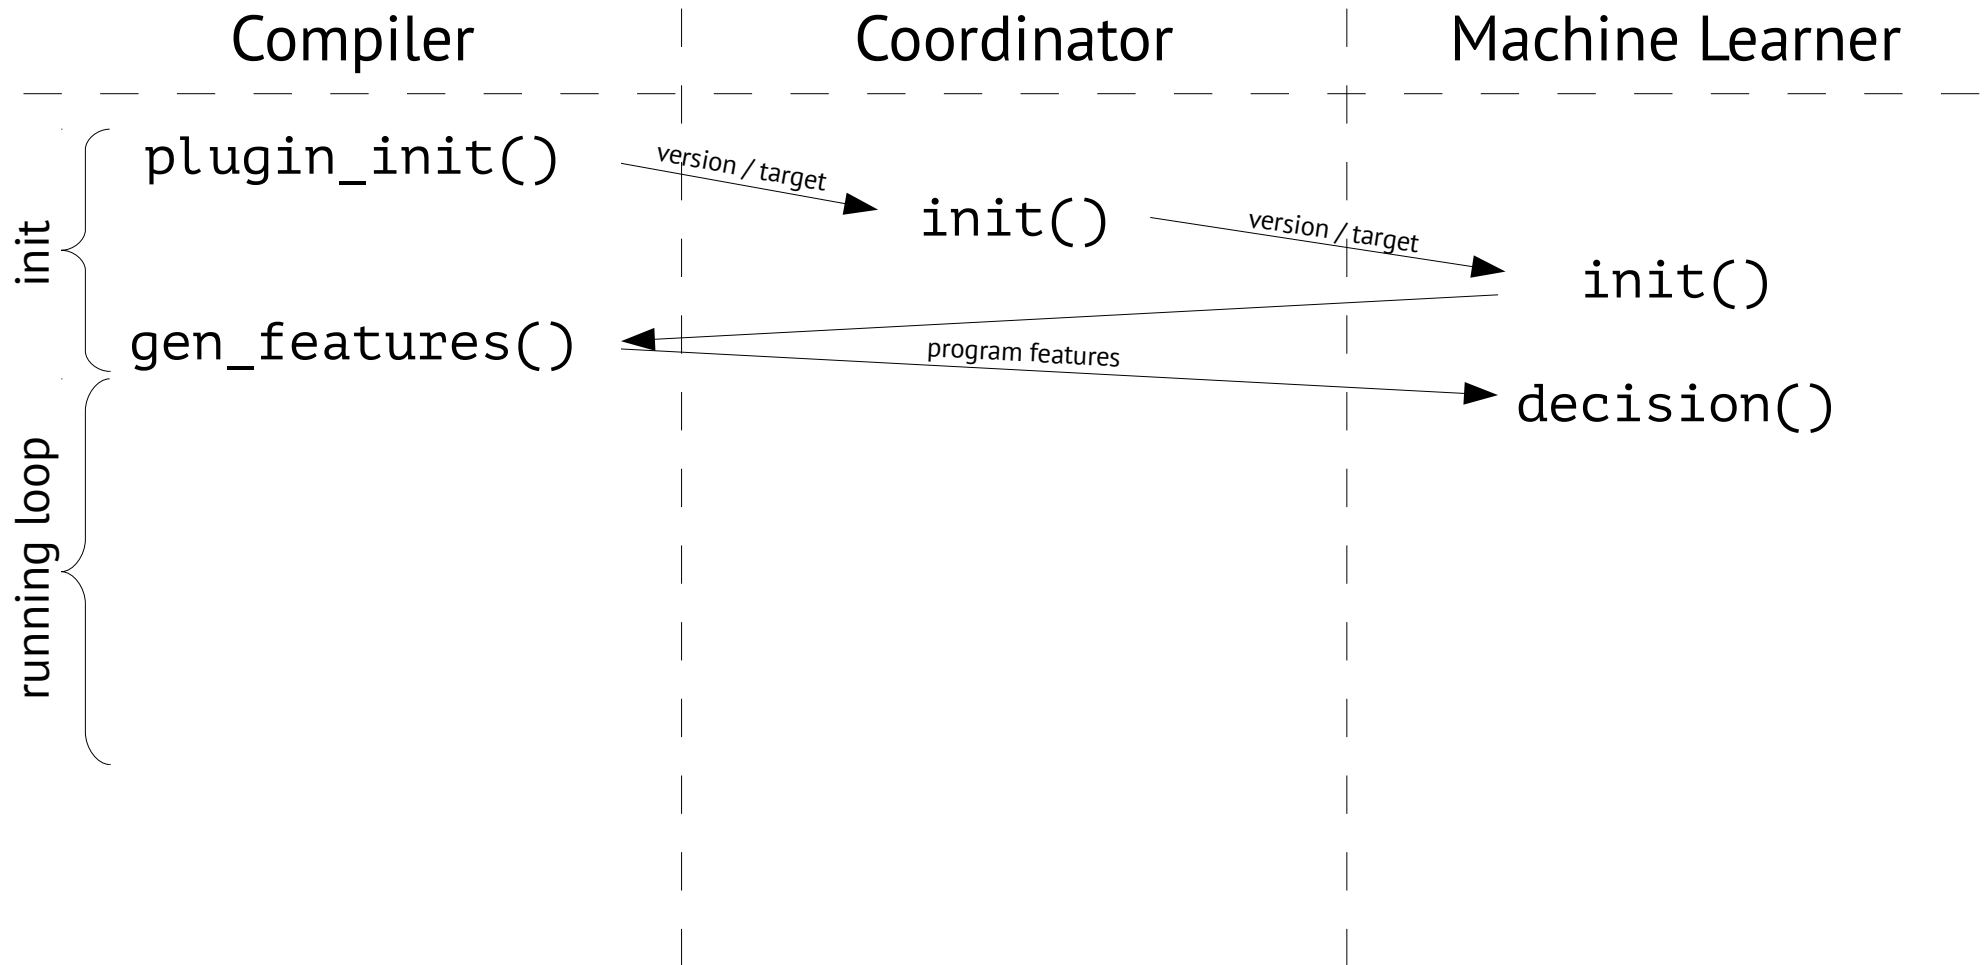 Compiler
Coordinator
Machine Learner
plugin_init()
version / target
init()
version / target
init()
init
gen_features()
program features
decision()
running loop